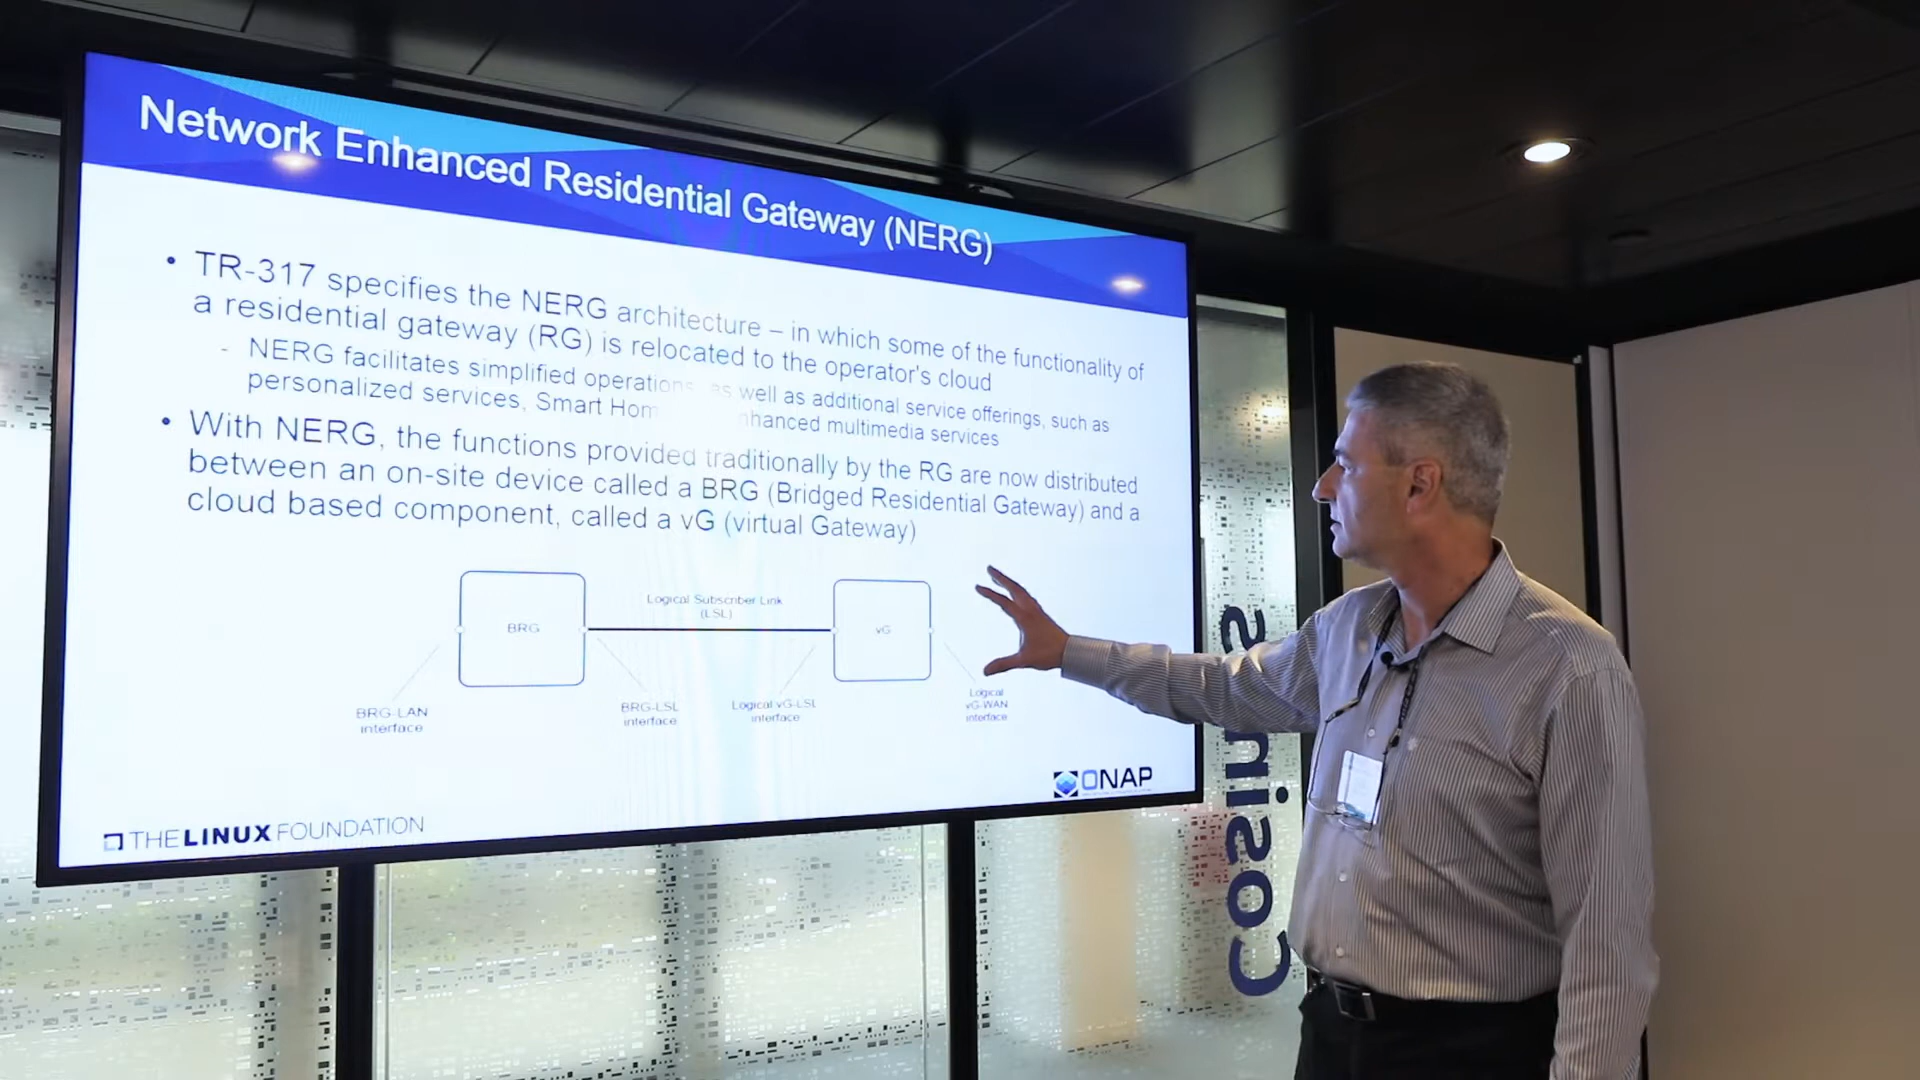 Network Enhanced Residential Gateway (NERG)
• TR-317 specifies the NERG architecture – in which some of the functionality of
a residential gateway (RG) is relocated to the operator's cloud
- NERG facilitates simplified operations, as well as additional service offerings, such as
personalized services, Smart Hom nhanced multimedia services
• With NERG, the functions provided traditionally by the RG are now distributed
between an on-site device called a BRG (Bridged Residential Gateway) and a
cloud based component, called a vG (virtual Gateway)
Logical Subscriber Link
(LSL)
BRG
vG
BRG-LAN
interface
BRG-LSL
interface
Logical vG-LSL
interface
Logical
vG-WAN
interface
THE LINUX FOUNDATION
ONAP